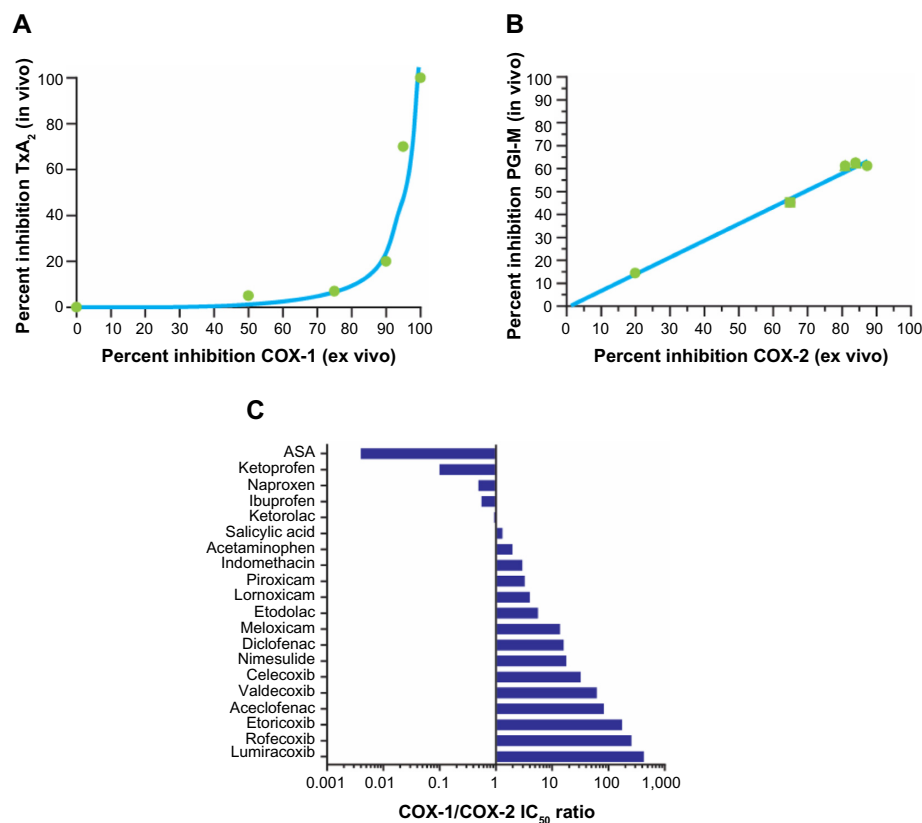 A
Percent inhibition TxA2 (in vivo)
100
80
60
40
20
0
0 10 20 30 40 50 60 70 80 90 100
Percent inhibition COX-1 (ex vivo)
B
Percent inhibition PGI-M (in vivo)
100
90
80
70
60
50
40
30
20
10
0
0 10 20 30 40 50 60 70 80 90 100
Percent inhibition COX-2 (ex vivo)
C
ASA
Ketoprofen
Naproxen
Ibuprofen
Ketorolac
Salicylic acid
Acetaminophen
Indomethacin
Piroxicam
Lornoxicam
Etodolac
Meloxicam
Diclofenac
Nimesulide
Celecoxib
Valdecoxib
Aceclofenac
Etoricoxib
Rofecoxib
Lumiracoxib
0.001 0.01 0.1 1 10 100 1,000
COX-1/COX-2 IC50 ratio